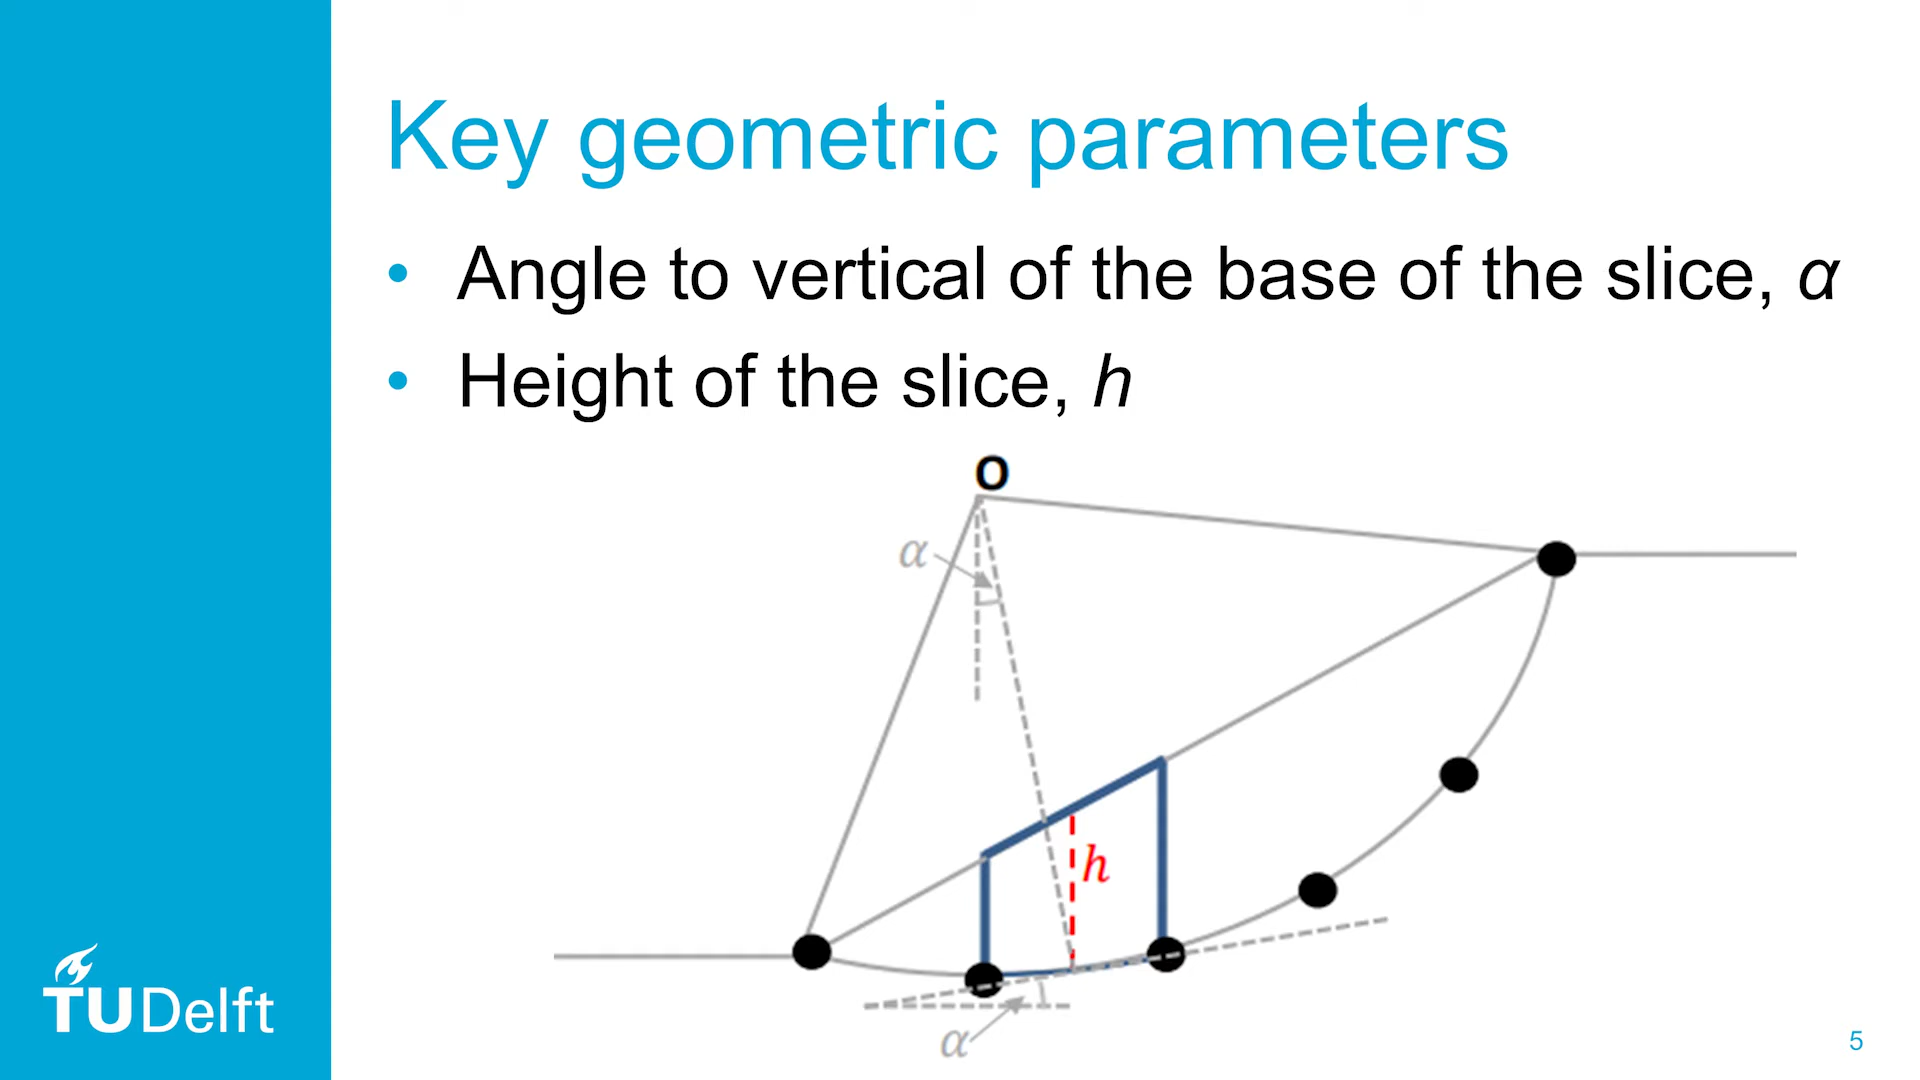 Key geometric parameters
• Angle to vertical of the base of the slice, α
• Height of the slice, h
O
α
h
α
TUDelft
5